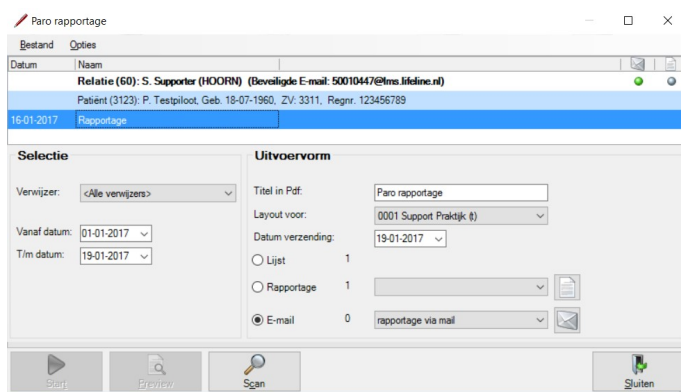 Paro rapportage
Bestand Opties
Datum Naam
Relatie (60): S. Supporter (HOORN) (Beveiligde E-mail: 50010447@lms.lifeline.nl)
Patiënt (3123): P. Testpiloot, Geb. 18-07-1960, ZV: 3311, Regnr. 123456789
16-01-2017 Rapportage
Selectie
Verwijzer: <Alle verwijzers>
Vanaf datum: 01-01-2017
T/m datum: 19-01-2017
Uitvoervorm
Titel in Pdf: Paro rapportage
Layout voor: 0001 Support Praktijk (t)
Datum verzending: 19-01-2017
Lijst 1
Rapportage 1
E-mail 0 rapportage via mail
Start Preview Scan Sluiten